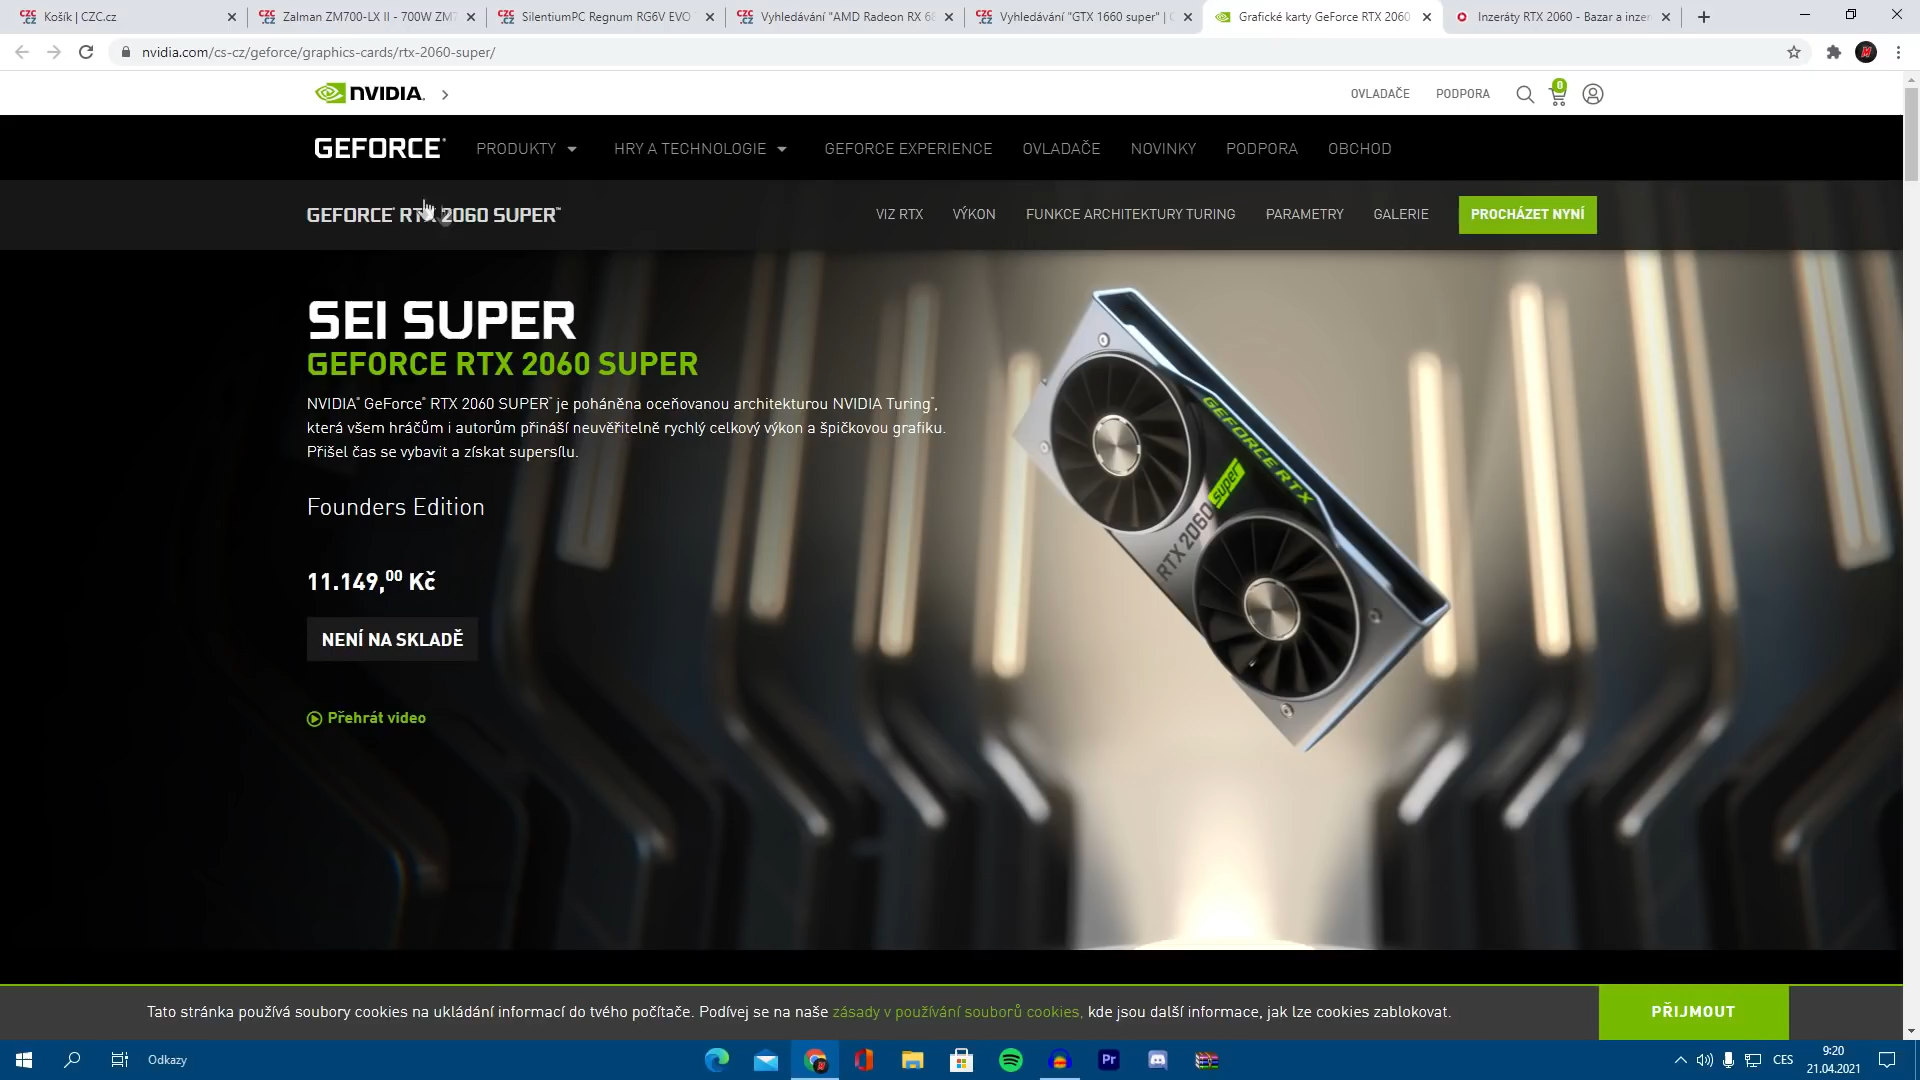 Košík | CZC.cz
Zalman ZM700-LX II - 700W ZM7
SilentiumPC Regnum RG6V EVO
Vyhledávání "AMD Radeon RX 68
Vyhledávání "GTX 1660 super" | C
Grafické karty GeForce RTX 2060
Inzeráty RTX 2060 - Bazar a inzer
nvidia.com/cs-cz/geforce/graphics-cards/rtx-2060-super/
NVIDIA.
OVLADAČE
PODPORA
0
GEFORCE
PRODUKTY
HRY A TECHNOLOGIE
GEFORCE EXPERIENCE
OVLADAČE
NOVINKY
PODPORA
OBCHOD
GEFORCE® RTX 2060 SUPER™
VIZ RTX
VÝKON
FUNKCE ARCHITEKTURY TURING
PARAMETRY
GALERIE
PROCHÁZET NYNÍ
SEI SUPER
GEFORCE RTX 2060 SUPER
NVIDIA® GeForce® RTX 2060 SUPER™ je poháněna oceňovanou architekturou NVIDIA Turing™,
která všem hráčům i autorům přináší neuvěřitelně rychlý celkový výkon a špičkovou grafiku.
Přišel čas se vybavit a získat supersílu.
Founders Edition
11.149,00 Kč
NENÍ NA SKLADĚ
Přehrát video
GEFORCE RTX
RTX 2060 super
Tato stránka používá soubory cookies na ukládání informací do tvého počítače. Podívej se na naše zásady v používání souborů cookies, kde jsou další informace, jak lze cookies zablokovat.
PŘIJMOUT
Odkazy
Pr
CES
9:20
21.04.2021